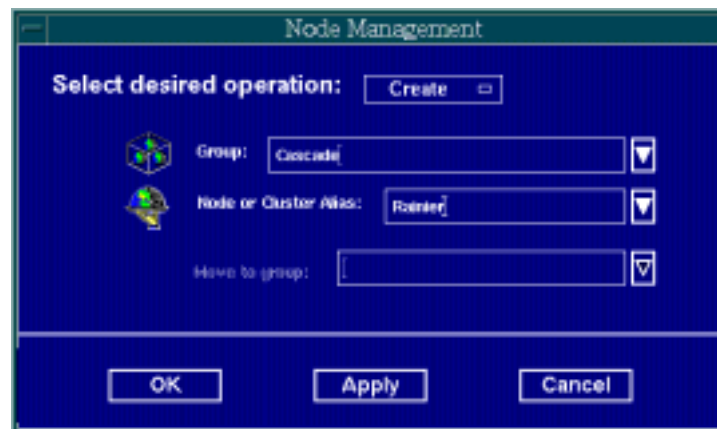 Node Management
Select desired operation: Create
Group: Cascade
Node or Cluster Alias: Rainier
Move to group:
OK Apply Cancel